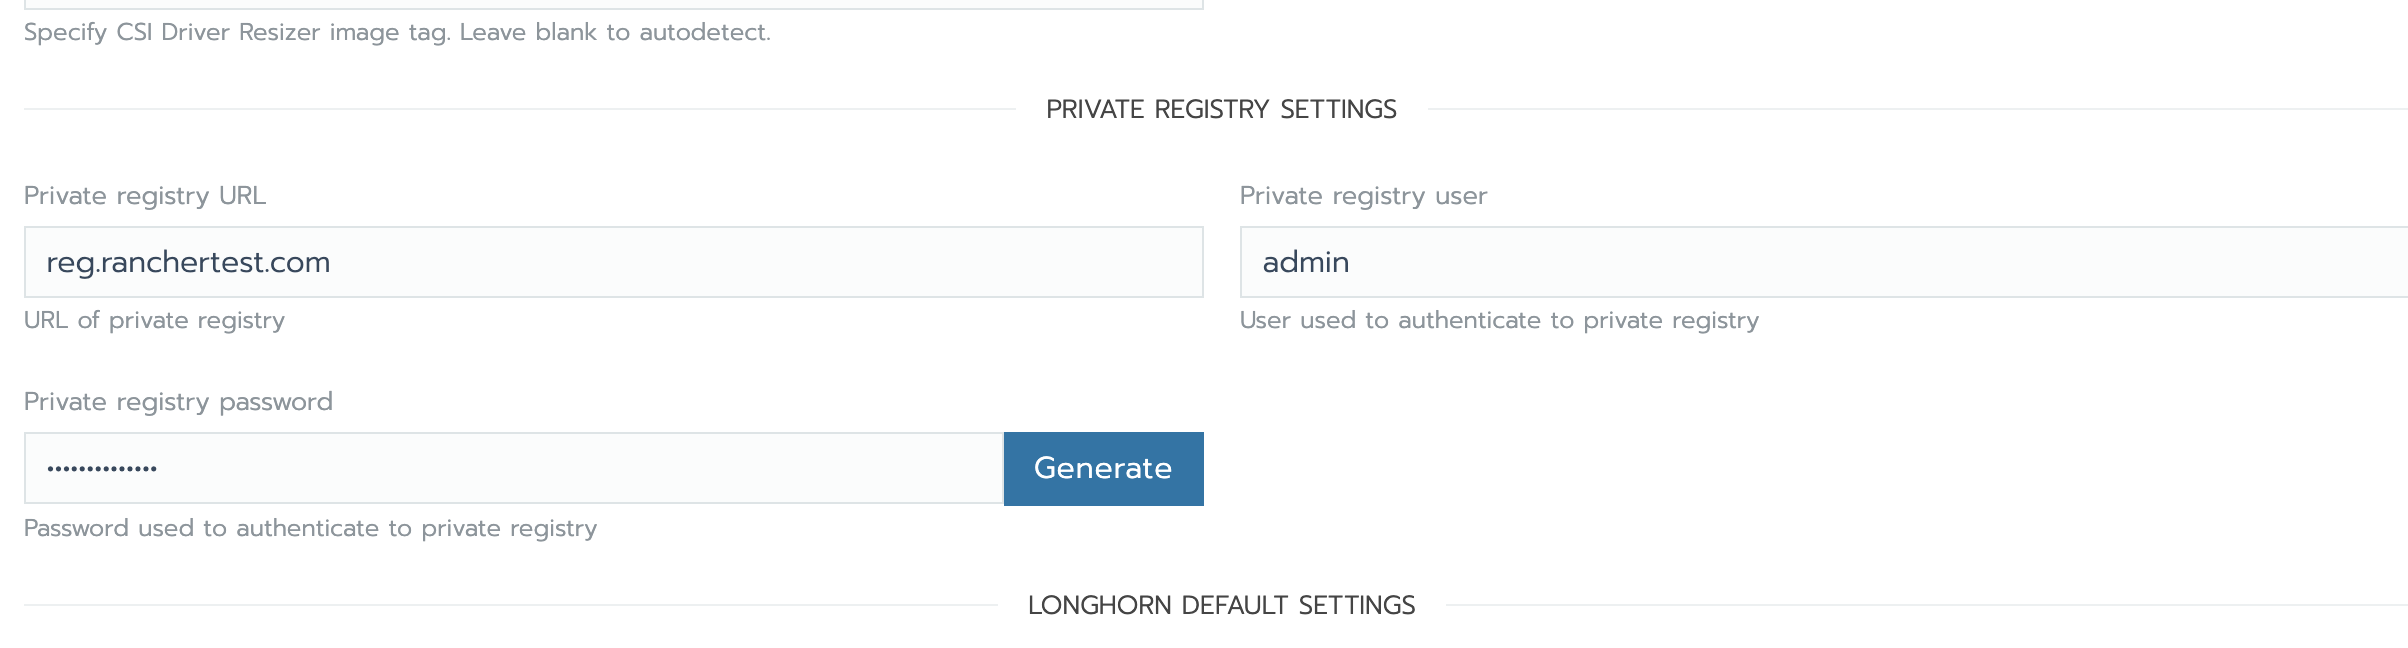 Specify CSI Driver Resizer image tag. Leave blank to autodetect.
PRIVATE REGISTRY SETTINGS
Private registry URL
reg.ranchertest.com
URL of private registry
Private registry user
admin
User used to authenticate to private registry
Private registry password
••••••••••••••
Generate
Password used to authenticate to private registry
LONGHORN DEFAULT SETTINGS